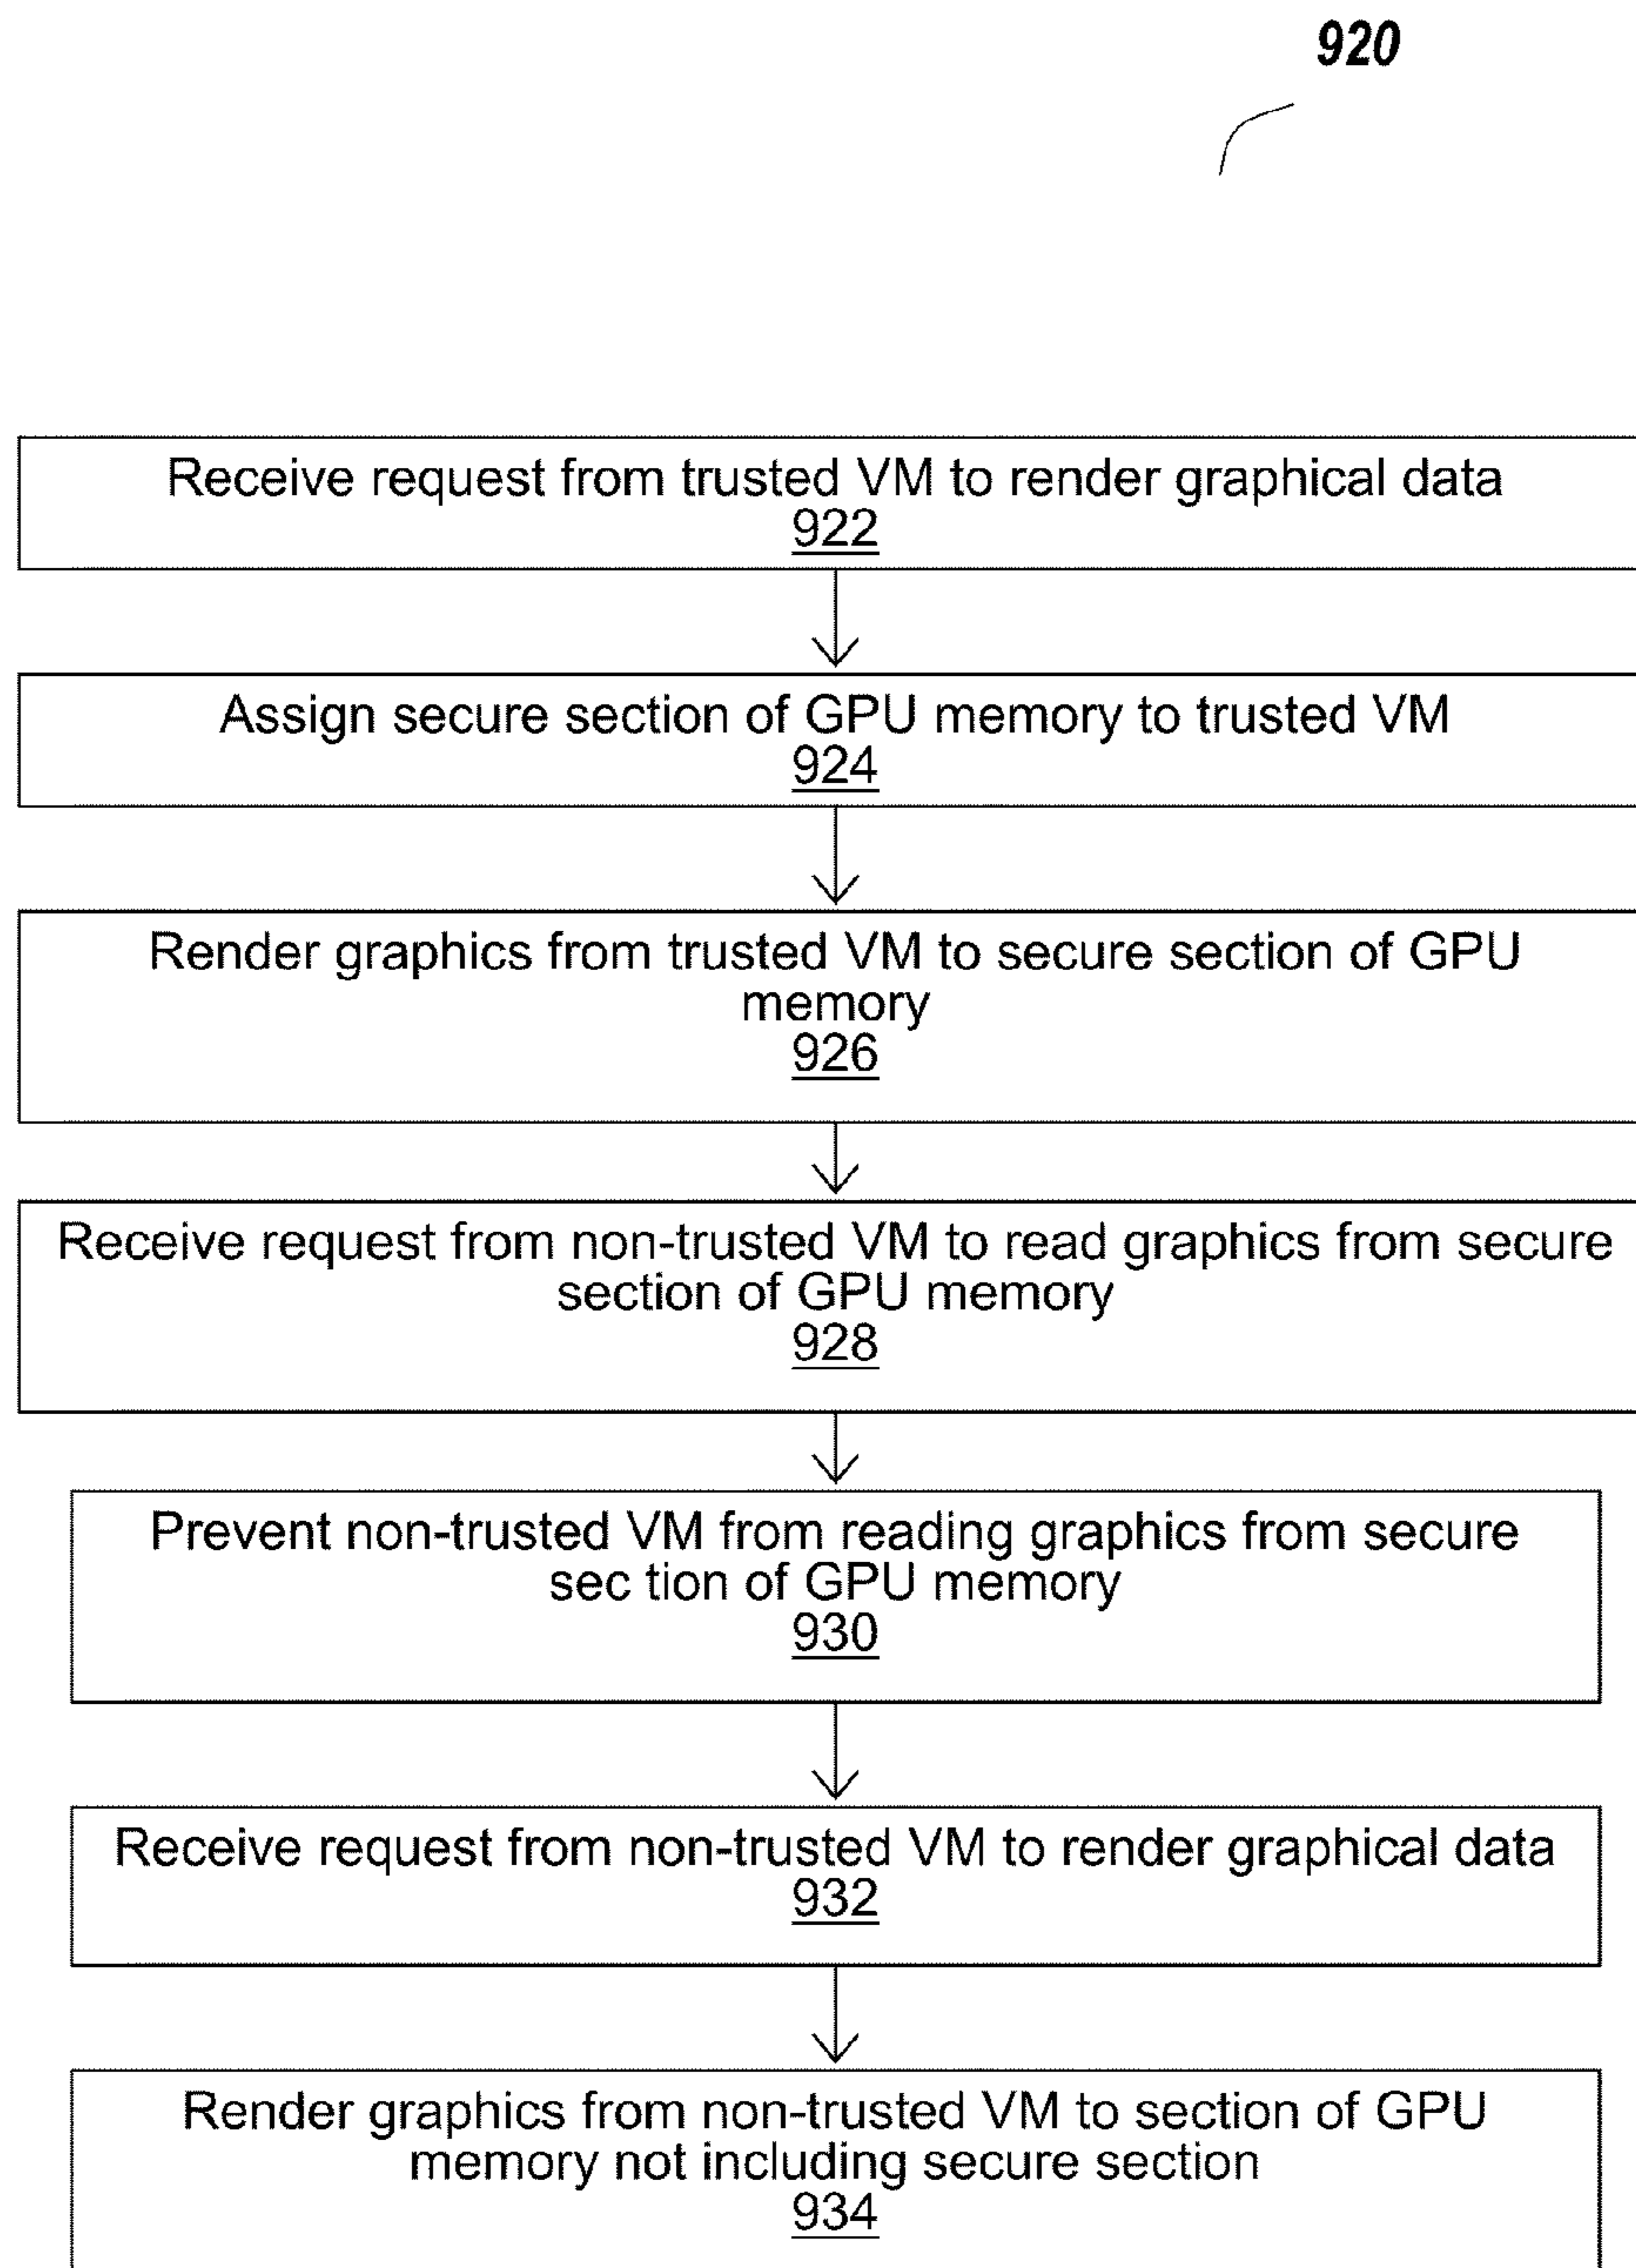 920
Receive request from trusted VM to render graphical data
922
Assign secure section of GPU memory to trusted VM
924
Render graphics from trusted VM to secure section of GPU
memory
926
Receive request from non-trusted VM to read graphics from secure
section of GPU memory
928
Prevent non-trusted VM from reading graphics from secure
sec tion of GPU memory
930
Receive request from non-trusted VM to render graphical data
932
Render graphics from non-trusted VM to section of GPU
memory not including secure section
934